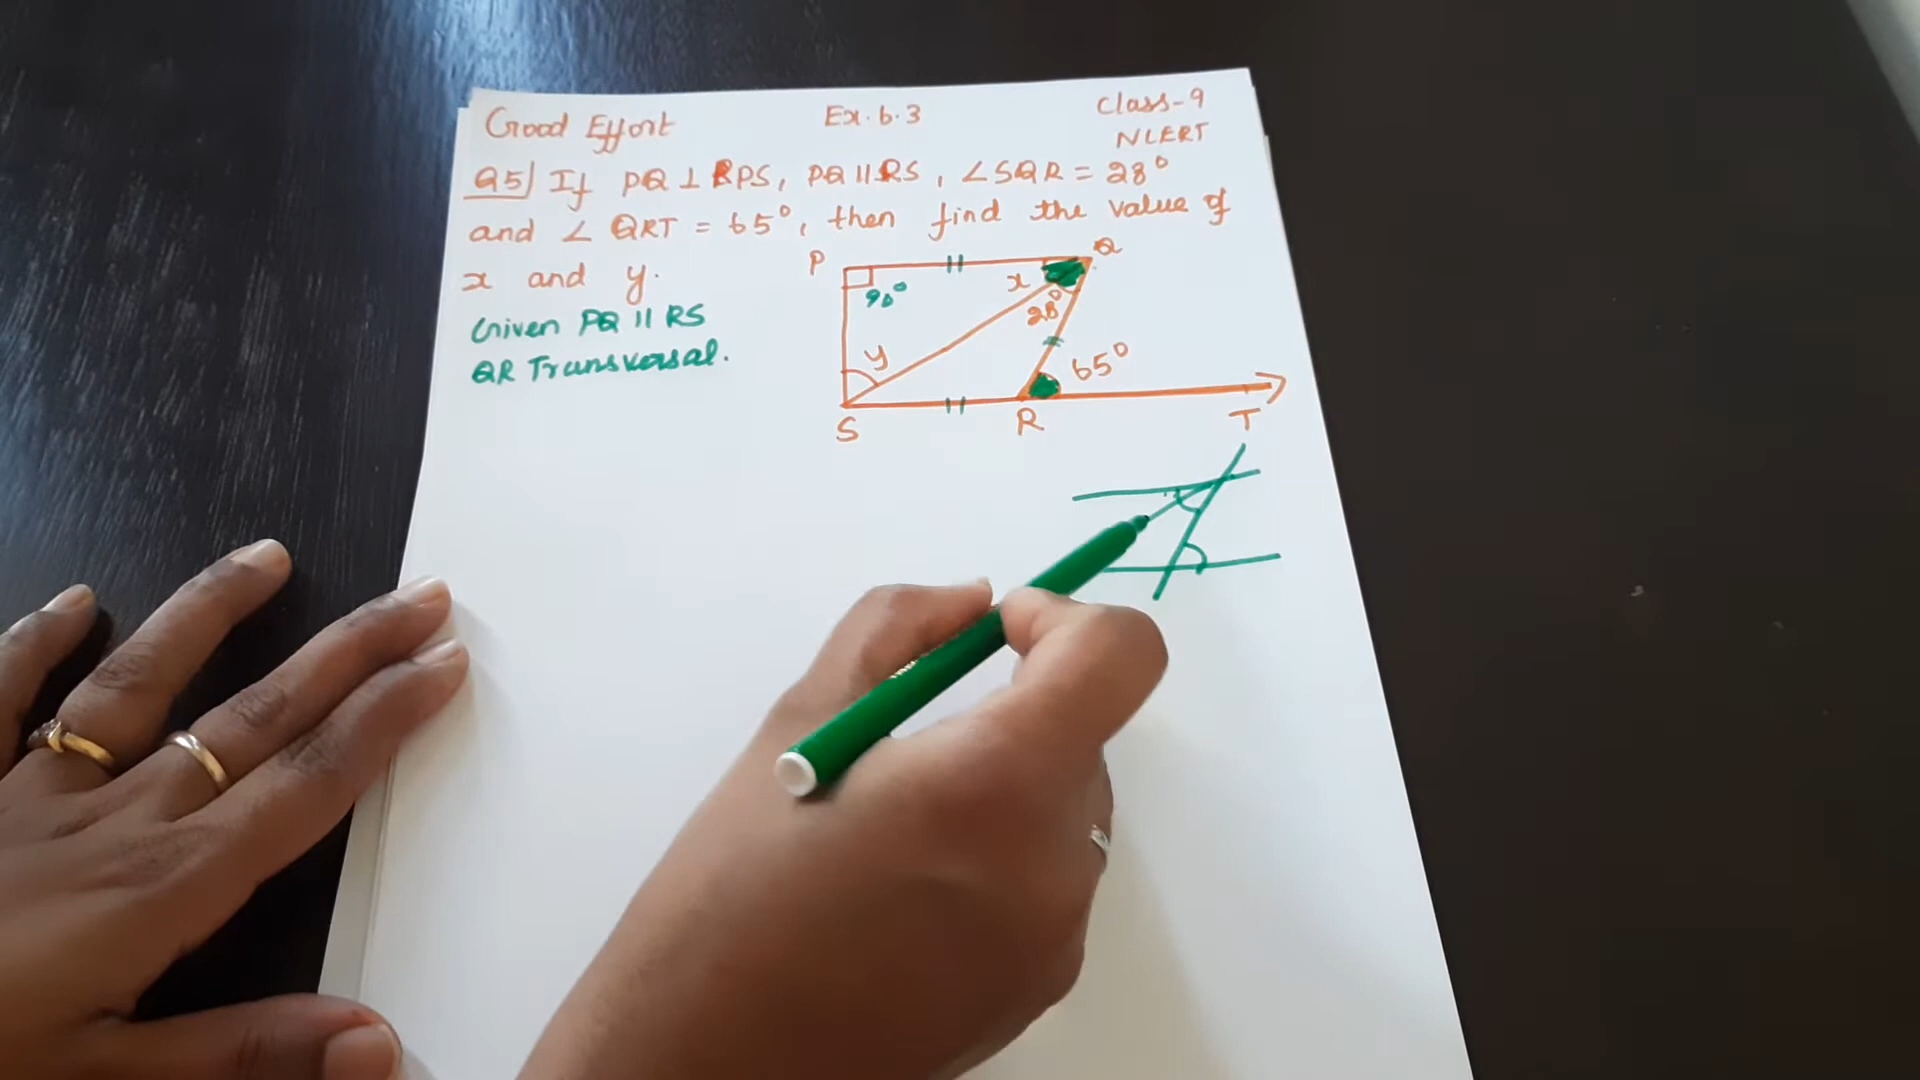 Good Effort Ex. 6.3 Class-9
NCERT
Q5) If PQ ⊥ PS, PQ || RS, ∠SQR = 28°
and ∠ QRT = 65°, then find the value of
x and y.
Given PQ || RS
QR Transversal.
P Q
90° x
28°
y 65°
S R T